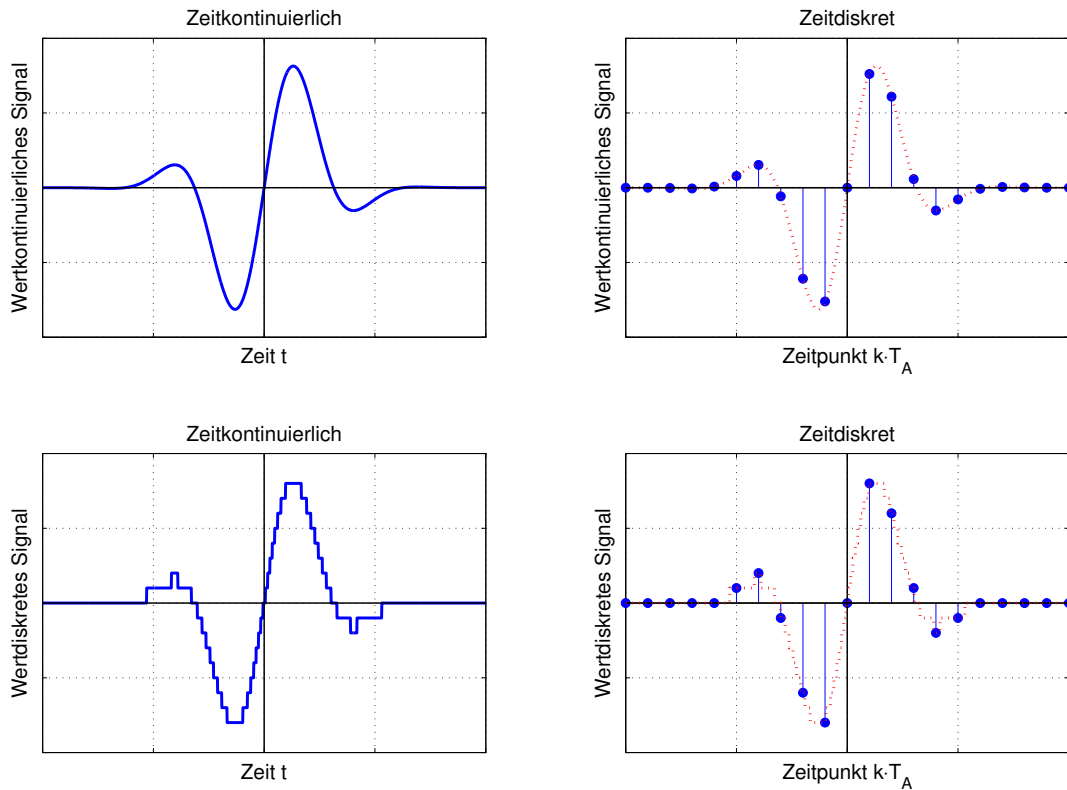 Zeitkontinuierlich
Zeitdiskret
Wertkontinuierliches Signal
Wertkontinuierliches Signal
Zeit t
Zeitpunkt k·T_A
Zeitkontinuierlich
Zeitdiskret
Wertdiskretes Signal
Wertdiskretes Signal
Zeit t
Zeitpunkt k·T_A